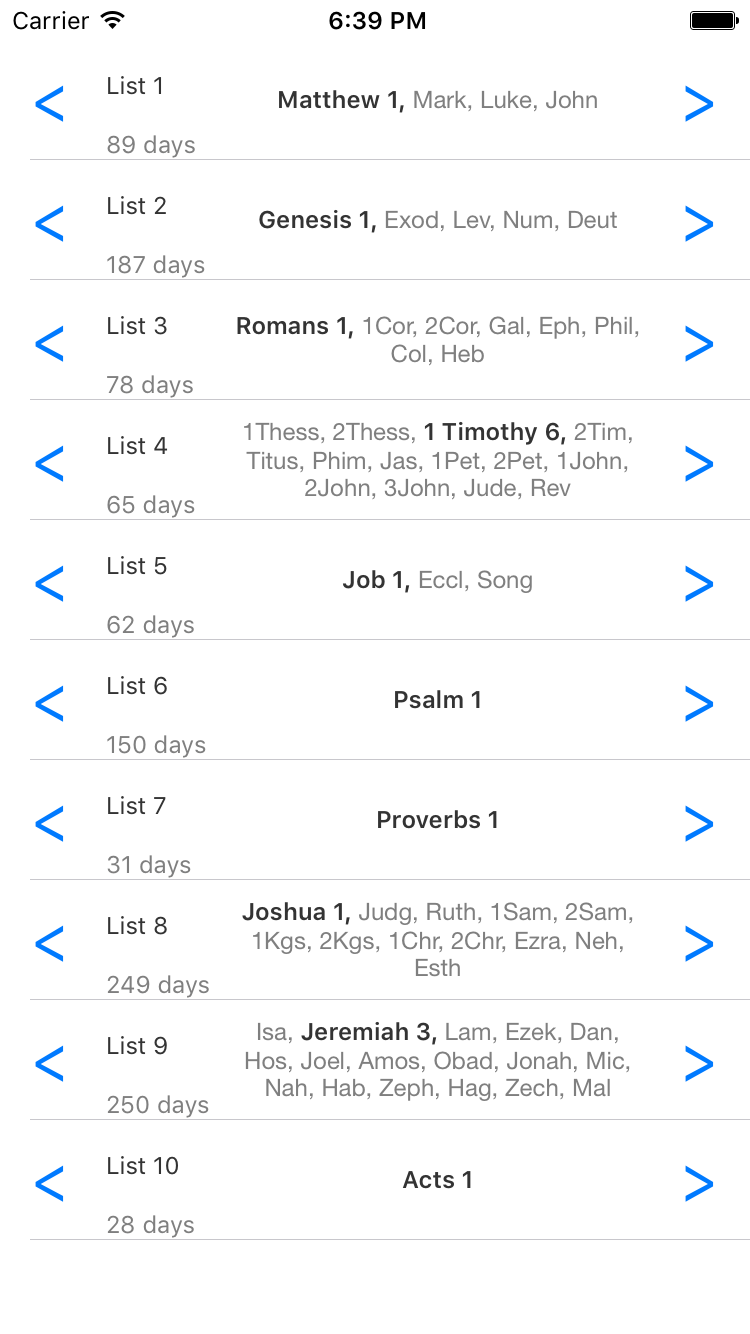 Carrier 6:39 PM
< List 1 Matthew 1, Mark, Luke, John >
89 days
< List 2 Genesis 1, Exod, Lev, Num, Deut >
187 days
< List 3 Romans 1, 1Cor, 2Cor, Gal, Eph, Phil, >
Col, Heb
78 days
1Thess, 2Thess, 1 Timothy 6, 2Tim,
< List 4 Titus, Phim, Jas, 1Pet, 2Pet, 1John, >
2John, 3John, Jude, Rev
65 days
< List 5 Job 1, Eccl, Song >
62 days
< List 6 Psalm 1 >
150 days
< List 7 Proverbs 1 >
31 days
Joshua 1, Judg, Ruth, 1Sam, 2Sam,
< List 8 1Kgs, 2Kgs, 1Chr, 2Chr, Ezra, Neh, >
Esth
249 days
Isa, Jeremiah 3, Lam, Ezek, Dan,
< List 9 Hos, Joel, Amos, Obad, Jonah, Mic, >
Nah, Hab, Zeph, Hag, Zech, Mal
250 days
< List 10 Acts 1 >
28 days